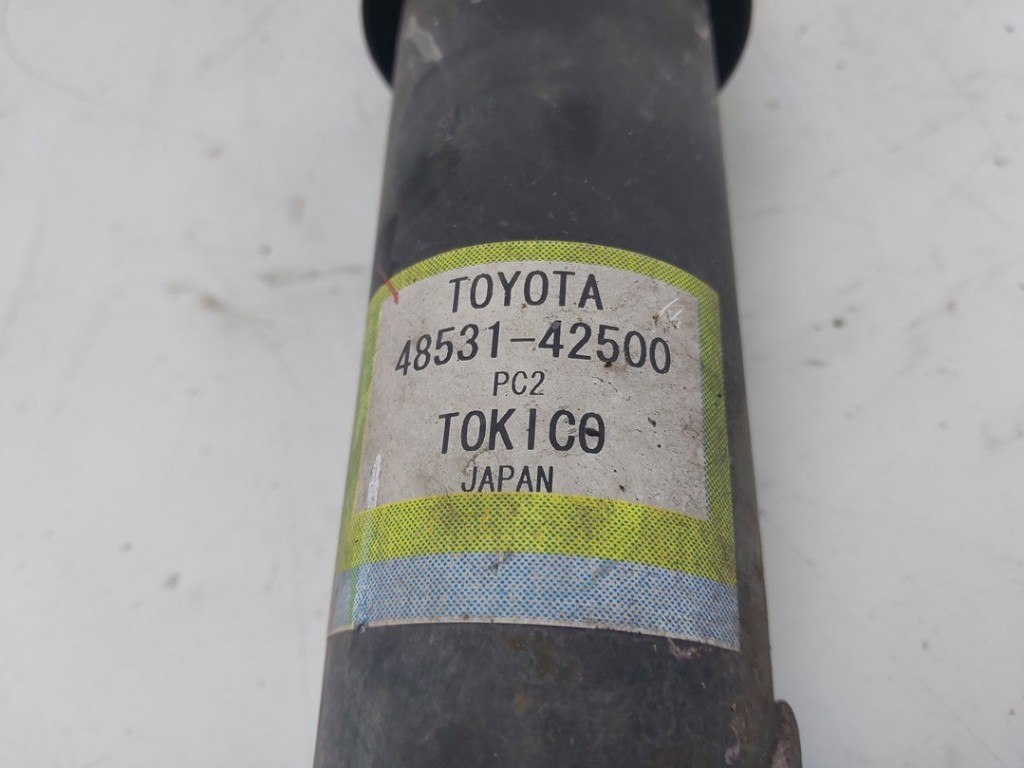 TOYOTA
48531-42500
PC2
TOKICO
JAPAN